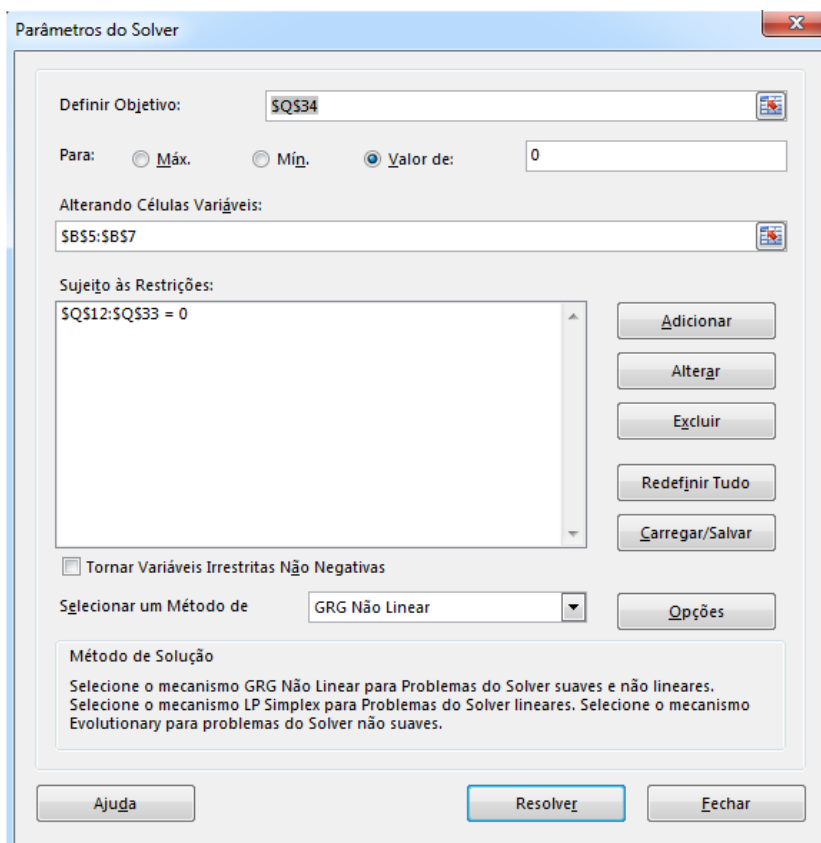 Parâmetros do Solver
Definir Objetivo: $Q$34
Para: Máx. Mín. Valor de: 0
Alterando Células Variáveis:
$B$5:$B$7
Sujeito às Restrições:
$Q$12:$Q$33 = 0
Adicionar
Alterar
Excluir
Redefinir Tudo
Carregar/Salvar
Tornar Variáveis Irrestritas Não Negativas
Selecionar um Método de GRG Não Linear Opções
Método de Solução
Selecione o mecanismo GRG Não Linear para Problemas do Solver suaves e não lineares.
Selecione o mecanismo LP Simplex para Problemas do Solver lineares. Selecione o mecanismo
Evolutionary para problemas do Solver não suaves.
Ajuda Resolver Fechar